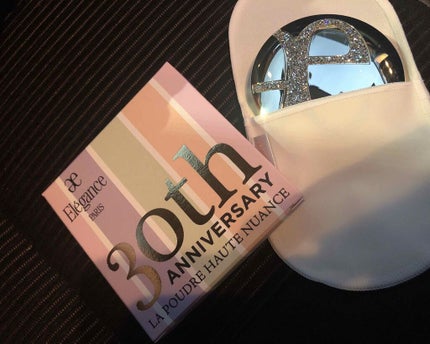 æ
Elégance
PARIS
30th
ANNIVERSARY
LA POUDRE HAUTE NUANCE
æ